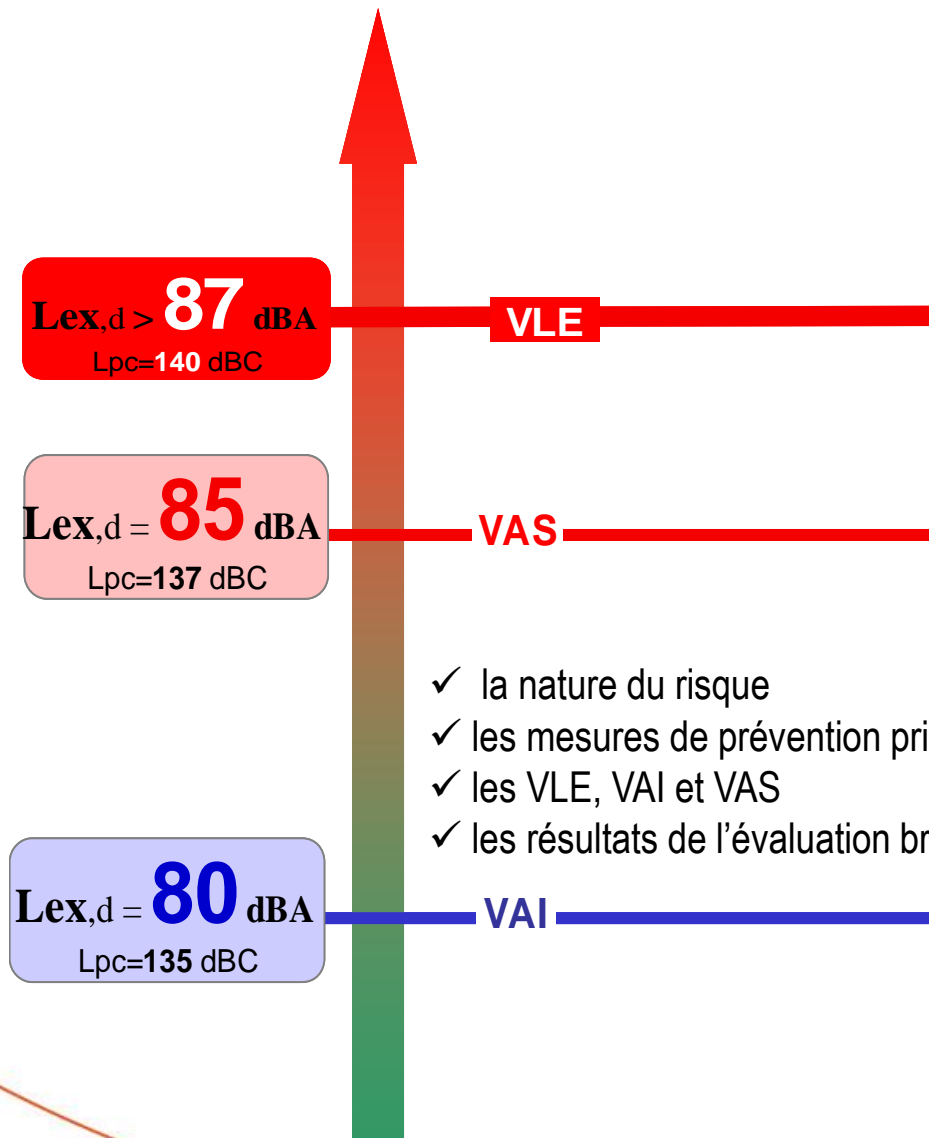 Lex,d > 87 dBA
Lpc=140 dBC
VLE
Lex,d = 85 dBA
Lpc=137 dBC
VAS
✓ la nature du risque
✓ les mesures de prévention pri
✓ les VLE, VAI et VAS
✓ les résultats de l’évaluation br
Lex,d = 80 dBA
Lpc=135 dBC
VAI